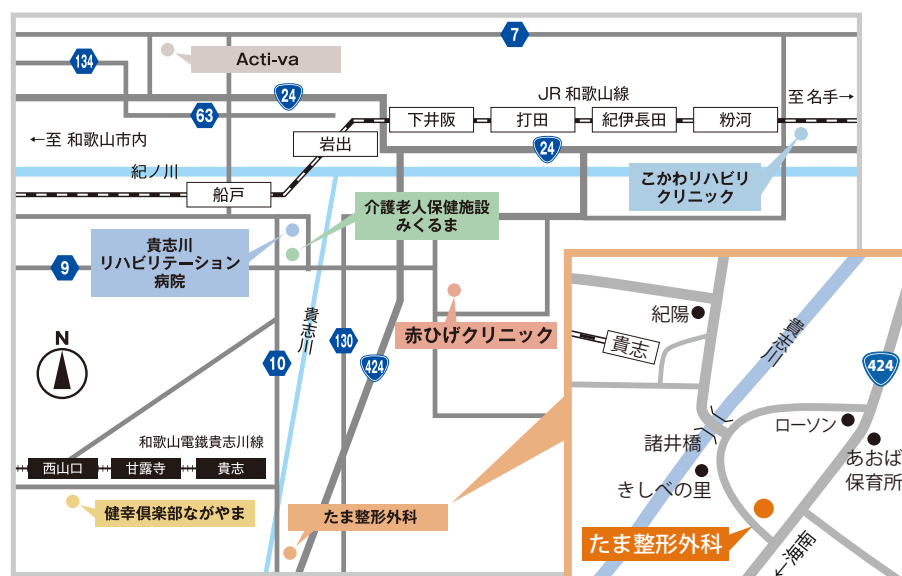 7
134
Acti-va
24
63
JR 和歌山線
至 名手→
下井阪
打田
紀伊長田
粉河
←至 和歌山市内
岩出
24
紀ノ川
船戸
こかわリハビリ
クリニック
介護老人保健施設
みくるま
貴志川
リハビリテーション
病院
9
N
貴志川
10
130
424
赤ひげクリニック
和歌山電鐵貴志川線
西山口
甘露寺
貴志
健幸倶楽部ながやま
たま整形外科
紀陽
貴志
貴志川
424
ローソン
諸井橋
あおば
保育所
きしべの里
たま整形外科
←海南